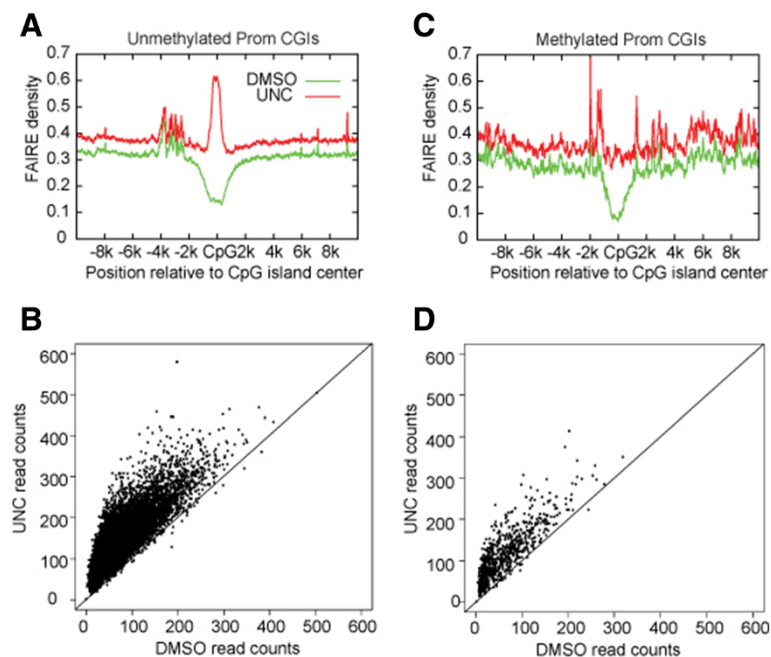 A
Unmethylated Prom CGIs
FAIRE density
0.7
0.6
0.5
0.4
0.3
0.2
0.1
0
DMSO
UNC
-8k -6k -4k -2k CpG2k 4k 6k 8k
Position relative to CpG island center
C
Methylated Prom CGIs
FAIRE density
0.7
0.6
0.5
0.4
0.3
0.2
0.1
0
-8k -6k -4k -2k CpG2k 4k 6k 8k
Position relative to CpG island center
B
UNC read counts
600
500
400
300
200
100
0
0 100 200 300 400 500 600
DMSO read counts
D
UNC read counts
600
500
400
300
200
100
0
0 100 200 300 400 500 600
DMSO read counts